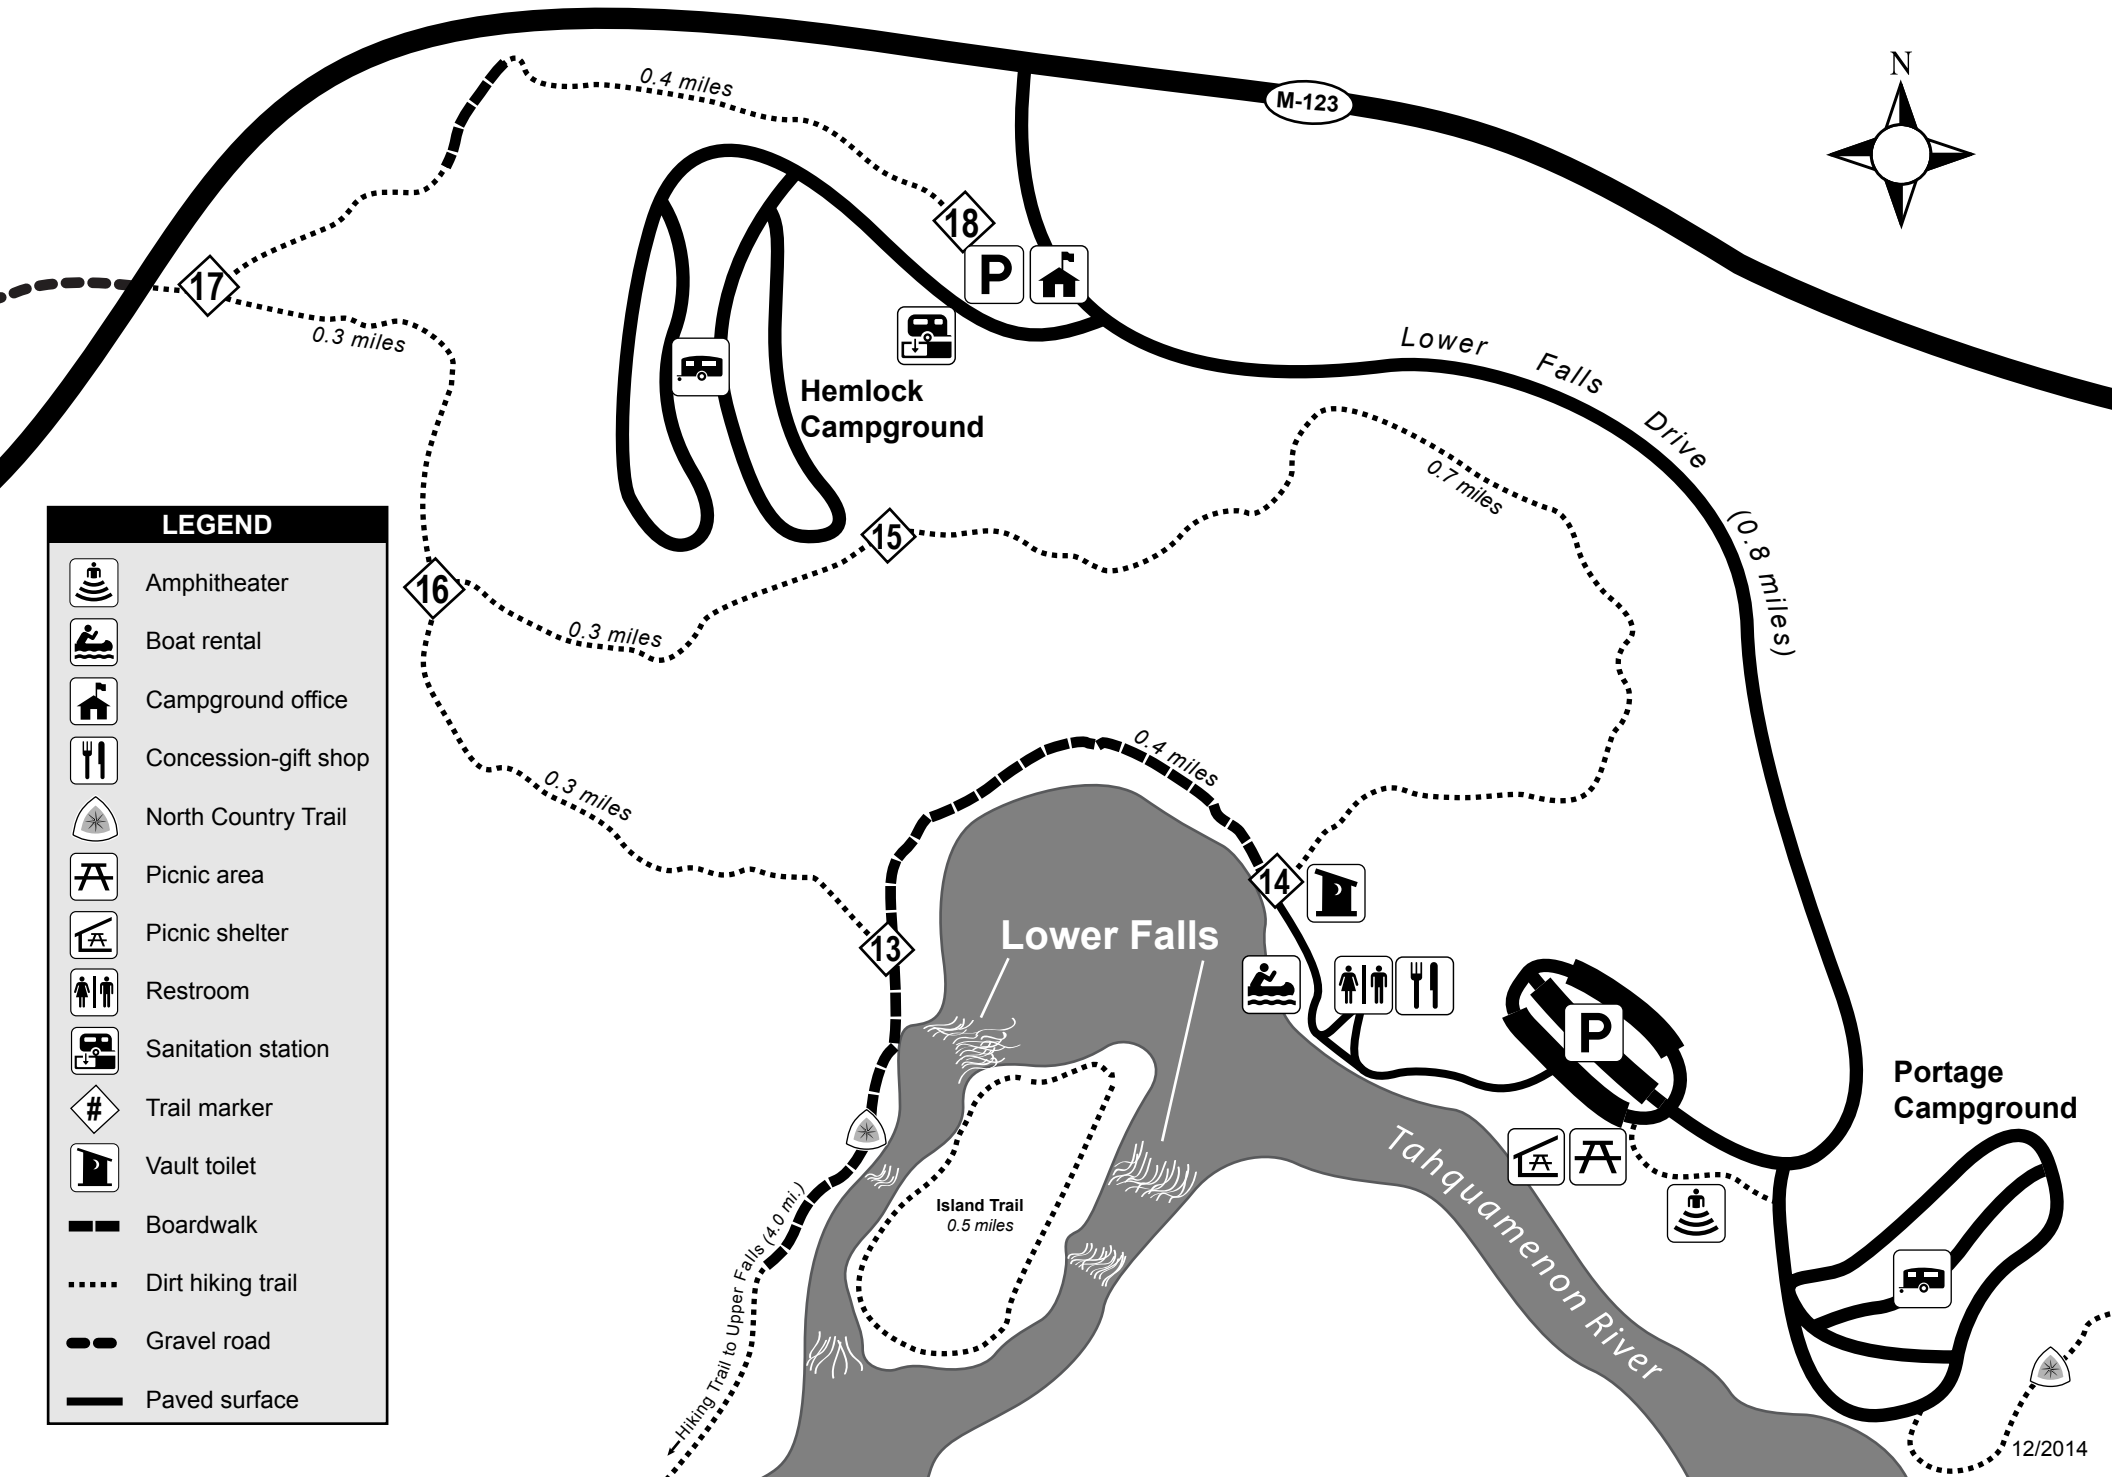 N
0.4 miles
M-123
18
P
17
0.3 miles
Lower Falls Drive (0.8 miles)
Hemlock
Campground
0.7 miles
15
16
0.3 miles
LEGEND
Amphitheater
Boat rental
Campground office
Concession-gift shop
North Country Trail
Picnic area
Picnic shelter
Restroom
Sanitation station
#
Trail marker
Vault toilet
Boardwalk
Dirt hiking trail
Gravel road
Paved surface
0.3 miles
0.4 miles
14
13
Lower Falls
P
Portage
Campground
Tahquamenon River
Island Trail
0.5 miles
Hiking Trail to Upper Falls (4.0 mi.)
12/2014